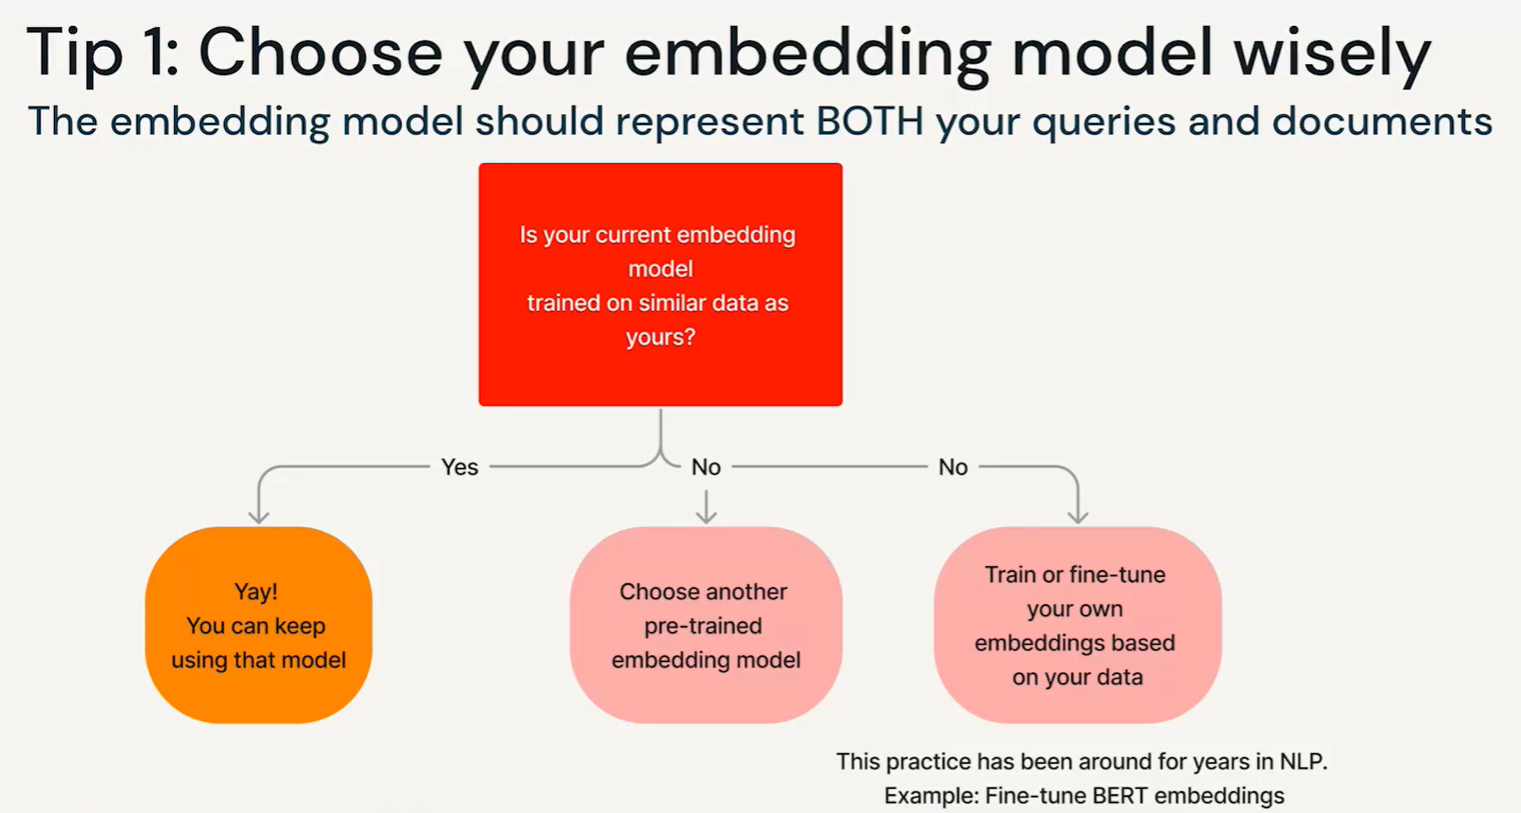 Tip 1: Choose your embedding model wisely
The embedding model should represent BOTH your queries and documents
Is your current embedding
model
trained on similar data as
yours?
Yes
No
No
Yay!
You can keep
using that model
Choose another
pre-trained
embedding model
Train or fine-tune
your own
embeddings based
on your data
This practice has been around for years in NLP.
Example: Fine-tune BERT embeddings